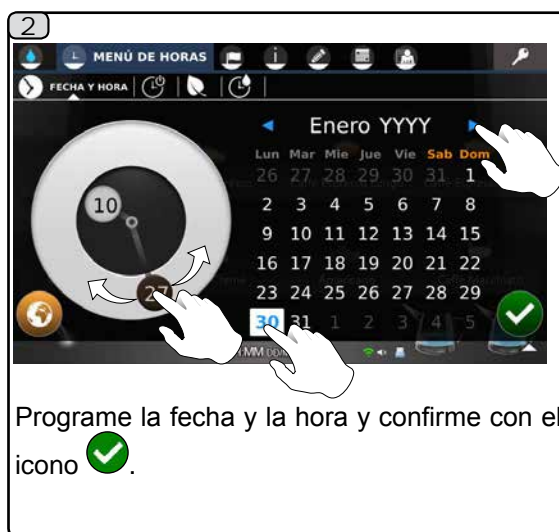 2
MENÚ DE HORAS
FECHA Y HORA
Enero YYYY
Lun Mar Mie Jue Vie Sab Dom
26 27 28 29 30 31 1
2 3 4 5 6 7 8
9 10 11 12 13 14 15
16 17 18 19 20 21 22
23 24 25 26 27 28 29
30 31 1 2 3 4 5
10
27
Programe la fecha y la hora y confirme con el
icono .